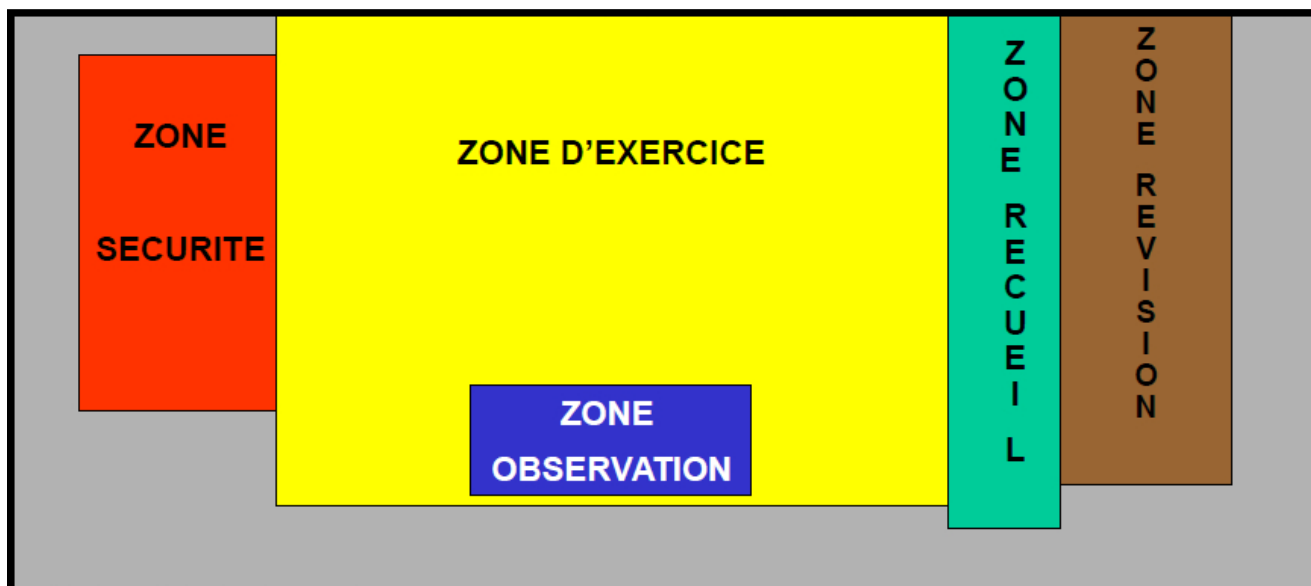 ZONE
SECURITE
ZONE D’EXERCICE
ZONE
OBSERVATION
ZONE RECUEIL
ZONE REVISION